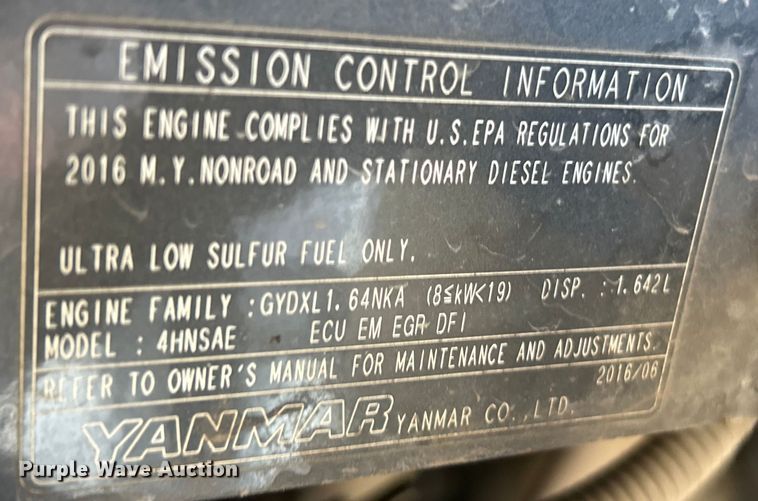 EMISSION CONTROL INFORMATION
THIS ENGINE COMPLIES WITH U.S.EPA REGULATIONS FOR
2016 M.Y.NONROAD AND STATIONARY DIESEL ENGINES.
ULTRA LOW SULFUR FUEL ONLY.
ENGINE FAMILY :GYDXL1.64NKA (8≦kW<19) DISP. :1.642L
MODEL : 4HNSAE ECU EM EGR DFI
REFER TO OWNER'S MANUAL FOR MAINTENANCE AND ADJUSTMENTS.
2016/06
YANMAR YANMAR CO.,LTD.
Purple Wave Auction